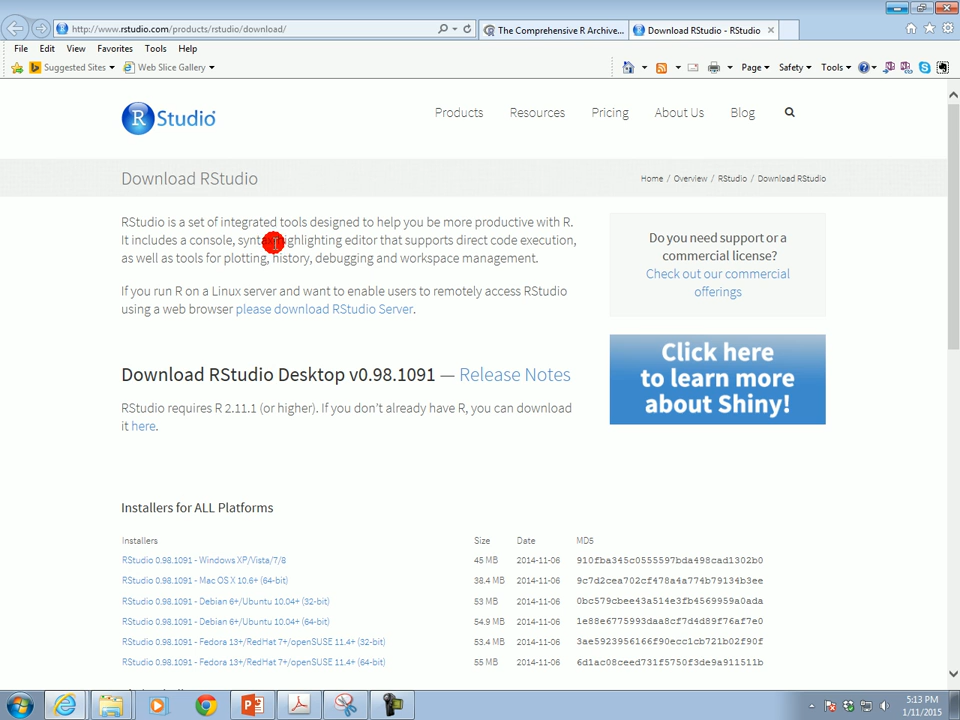 http://www.rstudio.com/products/rstudio/download/
The Comprehensive R Archive...
Download RStudio - RStudio
File Edit View Favorites Tools Help
Suggested Sites
Web Slice Gallery
Page Safety Tools
R Studio
Products Resources Pricing About Us Blog
Download RStudio
Home / Overview / RStudio / Download RStudio
RStudio is a set of integrated tools designed to help you be more productive with R.
It includes a console, highlighting editor that supports direct code execution,
as well as tools for plotting, history, debugging and workspace management.
If you run R on a Linux server and want to enable users to remotely access RStudio
using a web browser please download RStudio Server.
Do you need support or a
commercial license?
Check out our commercial
offerings
Click here
to learn more
about Shiny!
Download RStudio Desktop v0.98.1091 — Release Notes
RStudio requires R 2.11.1 (or higher). If you don't already have R, you can download
it here.
Installers for ALL Platforms
Installers Size Date MD5
RStudio 0.98.1091 - Windows XP/Vista/7/8 45 MB 2014-11-06 910fba345c0555597bda498cad1302b0
RStudio 0.98.1091 - Mac OS X 10.6+ (64-bit) 38.4 MB 2014-11-06 9c7d2cea702cf478a4a774b79134b3ee
RStudio 0.98.1091 - Debian 6+/Ubuntu 10.04+ (32-bit) 53 MB 2014-11-06 0bc579cbee43a514e3fb4569959a0ada
RStudio 0.98.1091 - Debian 6+/Ubuntu 10.04+ (64-bit) 54.9 MB 2014-11-06 1e88e6775993daa8cf7d4d89f76af7e0
RStudio 0.98.1091 - Fedora 13+/RedHat 7+/openSUSE 11.4+ (32-bit) 53.4 MB 2014-11-06 3ae5923956166f90ecc1cb721b02f90f
RStudio 0.98.1091 - Fedora 13+/RedHat 7+/openSUSE 11.4+ (64-bit) 55 MB 2014-11-06 6d1ac08ceed731f5750f3de9a911511b
5:13 PM
1/11/2015